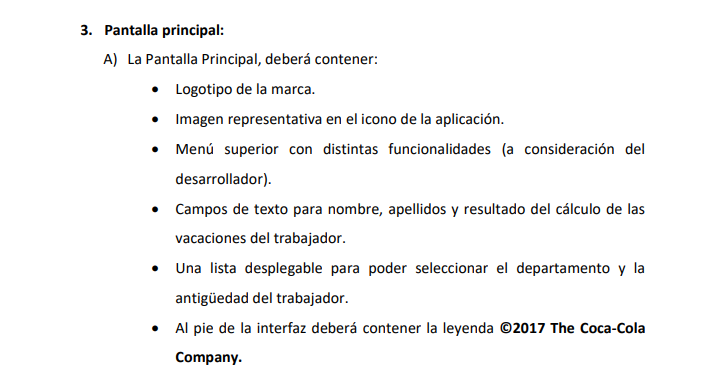 3. Pantalla principal:
A) La Pantalla Principal, deberá contener:
• Logotipo de la marca.
• Imagen representativa en el icono de la aplicación.
• Menú superior con distintas funcionalidades (a consideración del
desarrollador).
• Campos de texto para nombre, apellidos y resultado del cálculo de las
vacaciones del trabajador.
• Una lista desplegable para poder seleccionar el departamento y la
antigüedad del trabajador.
• Al pie de la interfaz deberá contener la leyenda ©2017 The Coca-Cola
Company.